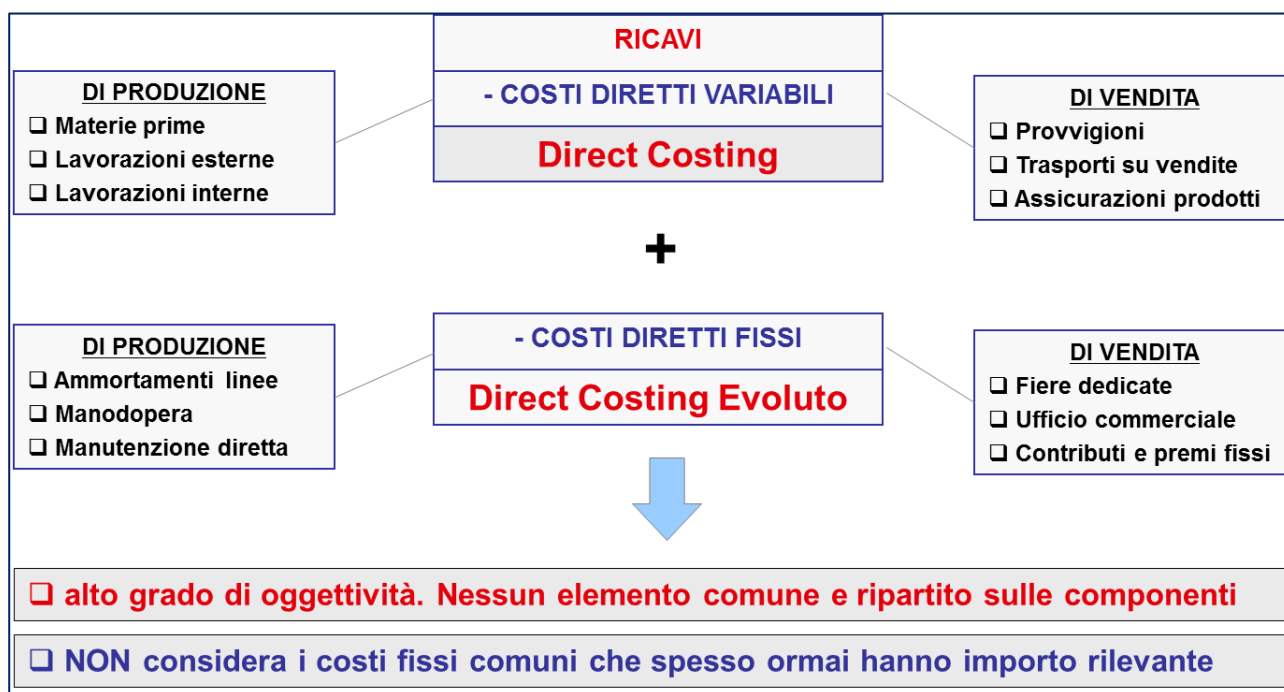 RICAVI
- COSTI DIRETTI VARIABILI
Direct Costing
DI PRODUZIONE
❑ Materie prime
❑ Lavorazioni esterne
❑ Lavorazioni interne
DI VENDITA
❑ Provvigioni
❑ Trasporti su vendite
❑ Assicurazioni prodotti
+
- COSTI DIRETTI FISSI
Direct Costing Evoluto
DI PRODUZIONE
❑ Ammortamenti linee
❑ Manodopera
❑ Manutenzione diretta
DI VENDITA
❑ Fiere dedicate
❑ Ufficio commerciale
❑ Contributi e premi fissi
❑ alto grado di oggettività. Nessun elemento comune e ripartito sulle componenti
❑ NON considera i costi fissi comuni che spesso ormai hanno importo rilevante